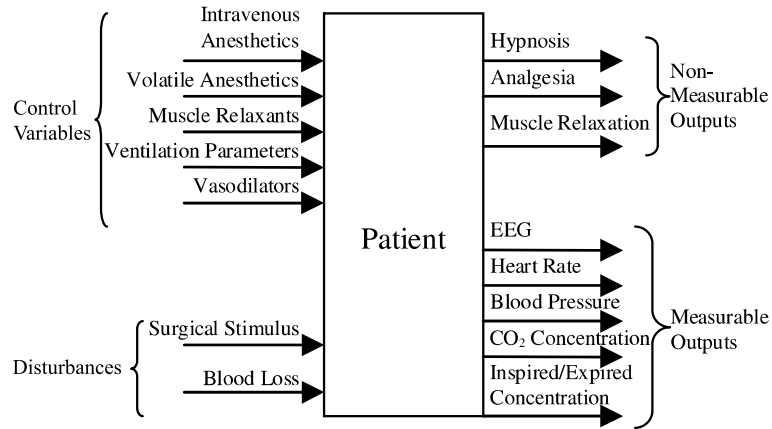 Control
Variables
Intravenous
Anesthetics
Volatile Anesthetics
Muscle Relaxants
Ventilation Parameters
Vasodilators
Disturbances
Surgical Stimulus
Blood Loss
Patient
Hypnosis
Analgesia
Muscle Relaxation
Non-
Measurable
Outputs
EEG
Heart Rate
Blood Pressure
CO₂ Concentration
Inspired/Expired
Concentration
Measurable
Outputs